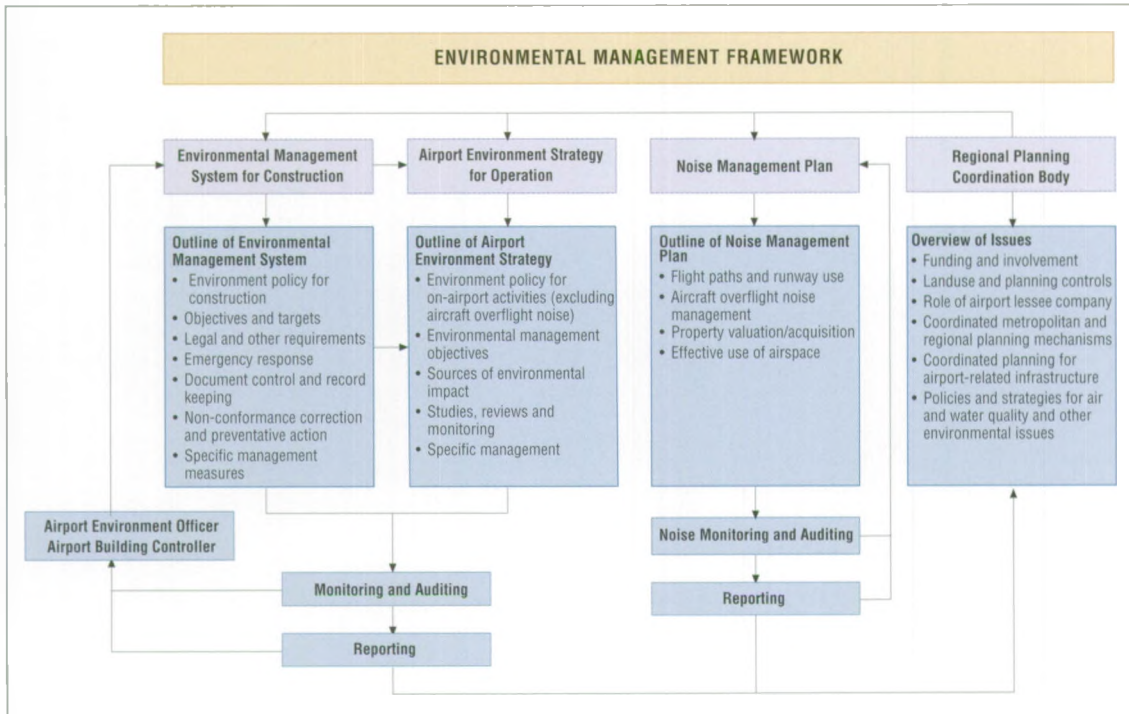 ENVIRONMENTAL MANAGEMENT FRAMEWORK
Environmental Management
System for Construction
Airport Environment Strategy
for Operation
Noise Management Plan
Regional Planning
Coordination Body
Outline of Environmental
Management System
• Environment policy for
construction
• Objectives and targets
• Legal and other requirements
• Emergency response
• Document control and record
keeping
• Non-conformance correction
and preventative action
• Specific management
measures
Outline of Airport
Environment Strategy
• Environment policy for
on-airport activities (excluding
aircraft overflight noise)
• Environmental management
objectives
• Sources of environmental
impact
• Studies, reviews and
monitoring
• Specific management
Outline of Noise Management
Plan
• Flight paths and runway use
• Aircraft overflight noise
management
• Property valuation/acquisition
• Effective use of airspace
Overview of Issues
• Funding and involvement
• Landuse and planning controls
• Role of airport lessee company
• Coordinated metropolitan and
regional planning mechanisms
• Coordinated planning for
airport-related infrastructure
• Policies and strategies for air
and water quality and other
environmental issues
Airport Environment Officer
Airport Building Controller
Monitoring and Auditing
Reporting
Noise Monitoring and Auditing
Reporting